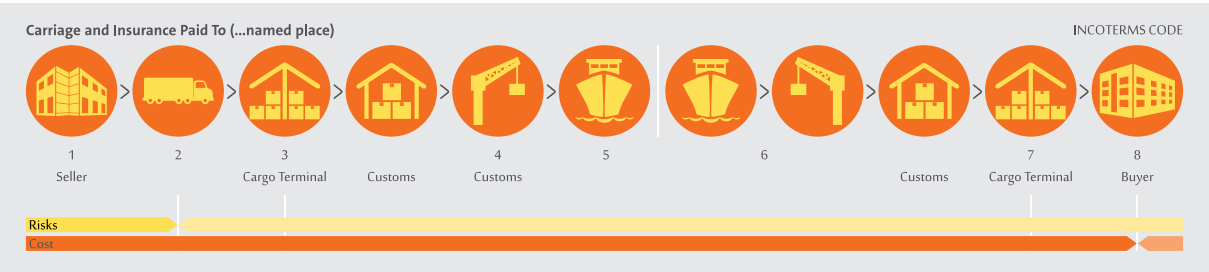 Carriage and Insurance Paid To (...named place)
INCOTERMS CODE
1 2 3 4 5 6 7 8
Seller Cargo Terminal Customs Customs Customs Cargo Terminal Buyer
Risks
Cost